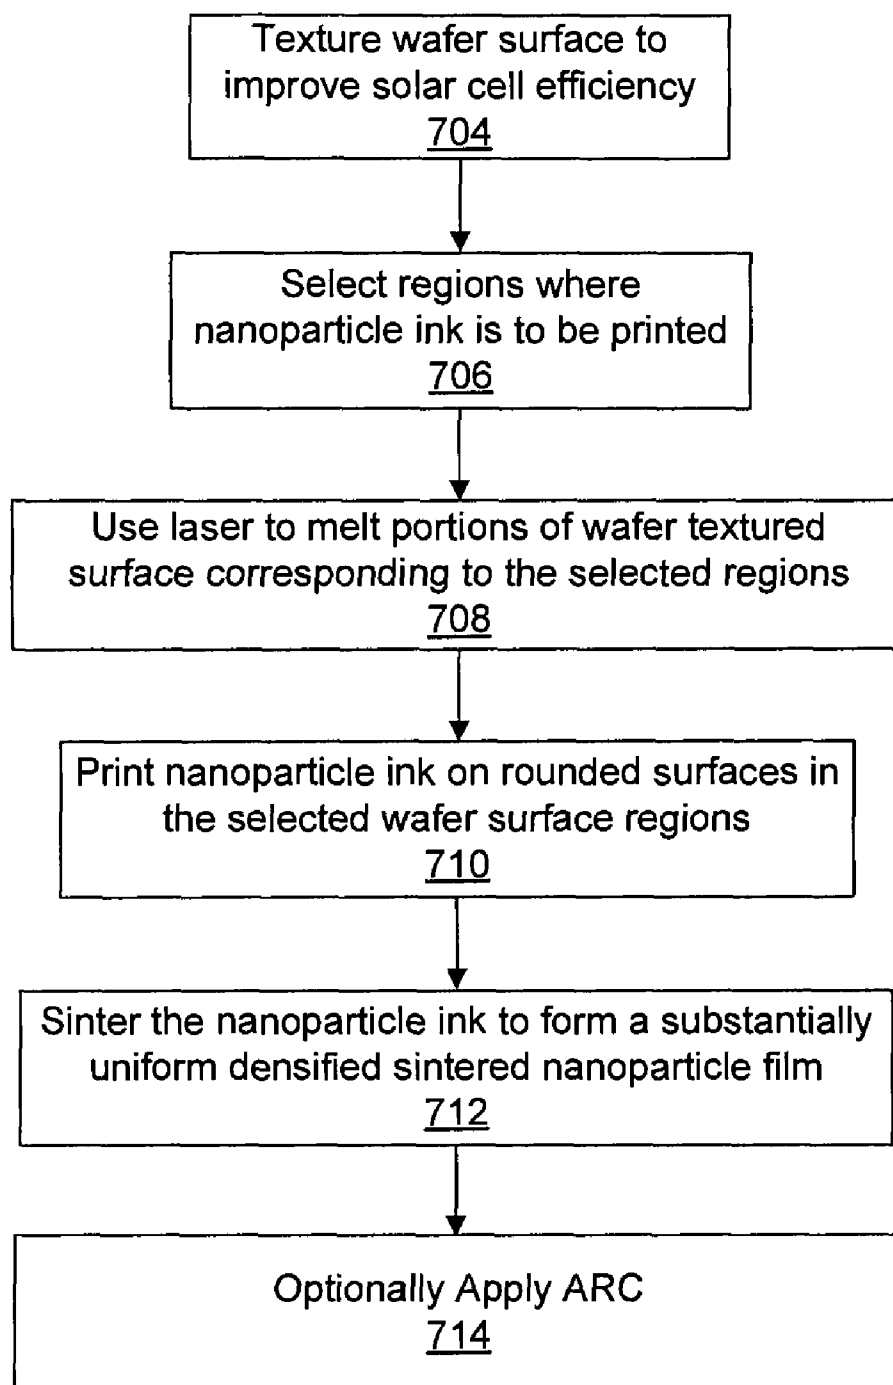 Texture wafer surface to
improve solar cell efficiency
704
Select regions where
nanoparticle ink is to be printed
706
Use laser to melt portions of wafer textured
surface corresponding to the selected regions
708
Print nanoparticle ink on rounded surfaces in
the selected wafer surface regions
710
Sinter the nanoparticle ink to form a substantially
uniform densified sintered nanoparticle film
712
Optionally Apply ARC
714